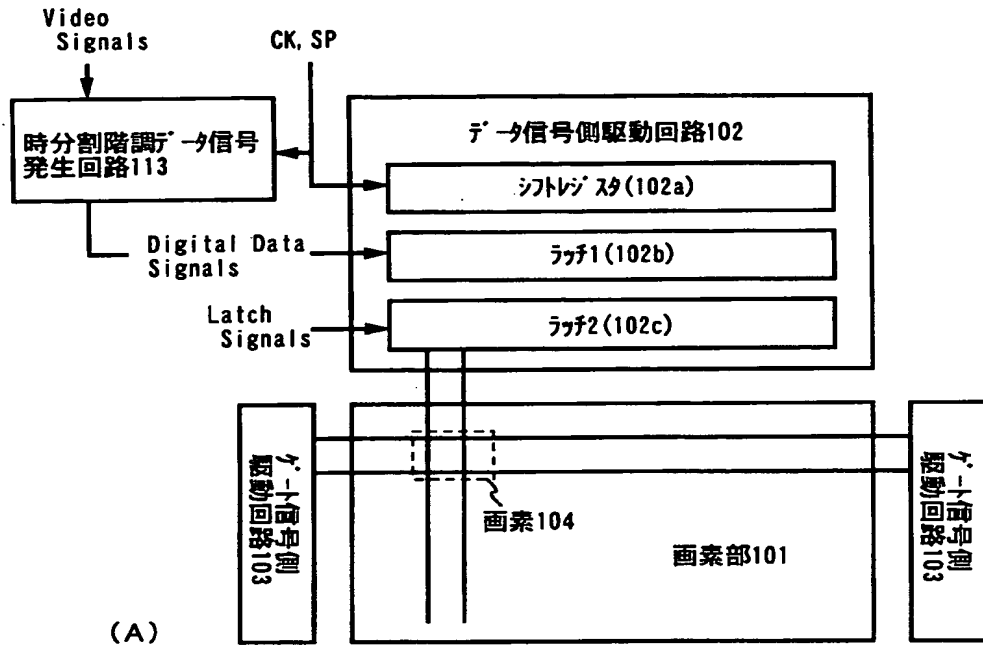 Video
Signals
CK, SP
時分割階調ﾃﾞｰﾀ信号
発生回路113
ﾃﾞｰﾀ信号側駆動回路102
ｼﾌﾄﾚｼﾞｽﾀ(102a)
Digital Data
Signals
ﾗｯﾁ1(102b)
Latch
Signals
ﾗｯﾁ2(102c)
ｹﾞｰﾄ信号側
駆動回路103
画素104
画素部101
ｹﾞｰﾄ信号側
駆動回路103
(A)